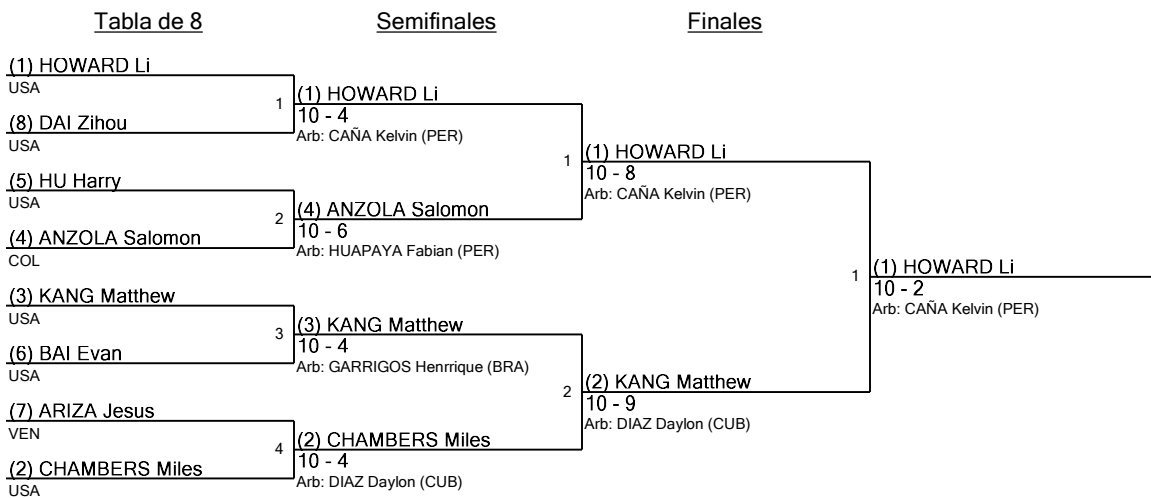 Tabla de 8
Semifinales
Finales
(1) HOWARD Li
USA
1
(8) DAI Zihou
USA
(5) HU Harry
USA
2
(4) ANZOLA Salomon
COL
(3) KANG Matthew
USA
3
(6) BAI Evan
USA
(7) ARIZA Jesus
VEN
4
(2) CHAMBERS Miles
USA
(1) HOWARD Li
10 - 4
Arb: CAÑA Kelvin (PER)
1
(4) ANZOLA Salomon
10 - 6
Arb: HUAPAYA Fabian (PER)
(3) KANG Matthew
10 - 4
Arb: GARRIGOS Henrrique (BRA)
2
(2) CHAMBERS Miles
10 - 4
Arb: DIAZ Daylon (CUB)
(1) HOWARD Li
10 - 8
Arb: CAÑA Kelvin (PER)
1
(2) KANG Matthew
10 - 9
Arb: DIAZ Daylon (CUB)
(1) HOWARD Li
10 - 2
Arb: CAÑA Kelvin (PER)